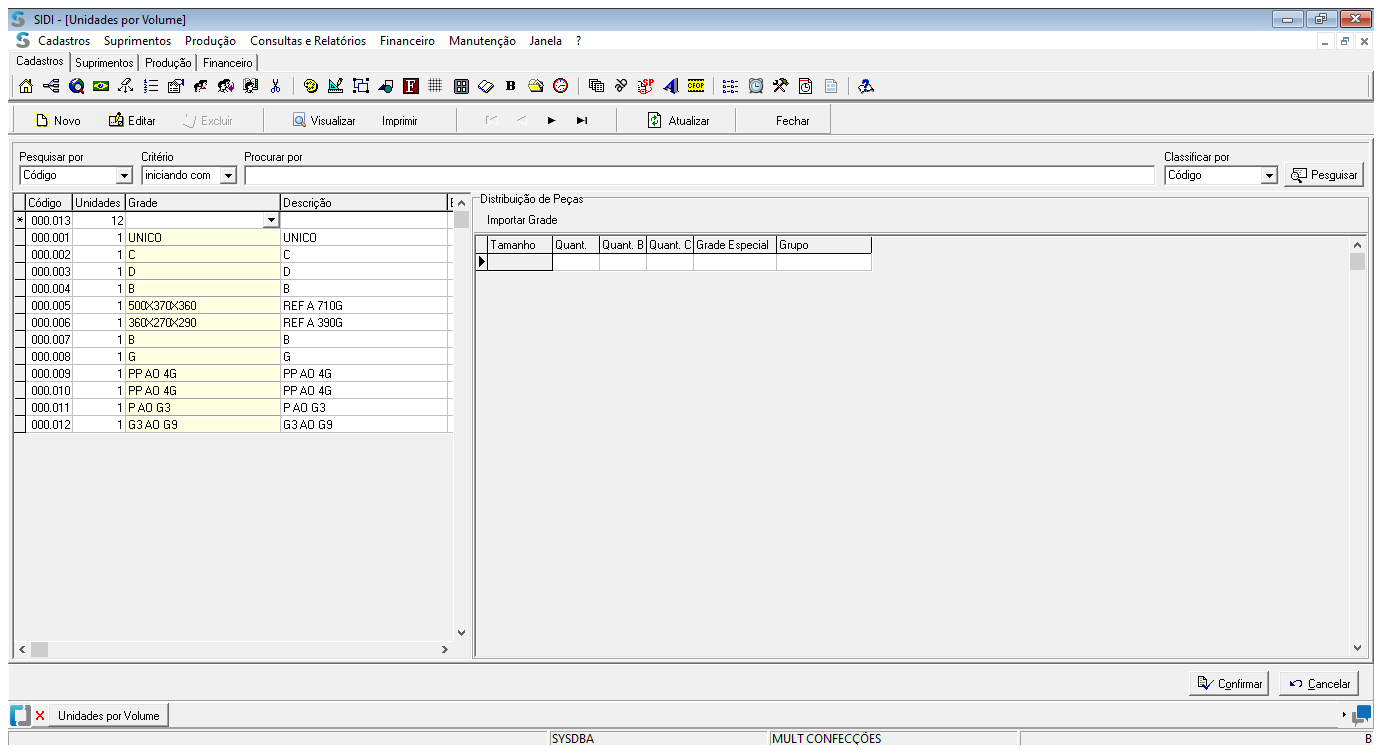 SIDI - [Unidades por Volume]
Cadastros Suprimentos Produção Consultas e Relatórios Financeiro Manutenção Janela ?
Cadastros Suprimentos Produção Financeiro
F B SP CFOP
Novo Editar Excluir Visualizar Imprimir Atualizar Fechar
Pesquisar por Critério Procurar por Classificar por
Código iniciando com Código Pesquisar
Código Unidades Grade Descrição
* 000.013 12
000.001 1 UNICO UNICO
000.002 1 C C
000.003 1 D D
000.004 1 B B
000.005 1 500X370X360 REF A 710G
000.006 1 360X270X290 REF A 390G
000.007 1 B B
000.008 1 G G
000.009 1 PP AO 4G PP AO 4G
000.010 1 PP AO 4G PP AO 4G
000.011 1 P AO G3 P AO G3
000.012 1 G3 AO G9 G3 AO G9
Distribuição de Peças
Importar Grade
Tamanho Quant. Quant. B Quant. C Grade Especial Grupo
Confirmar Cancelar
Unidades por Volume
SYSDBA MULT CONFECÇÕES B